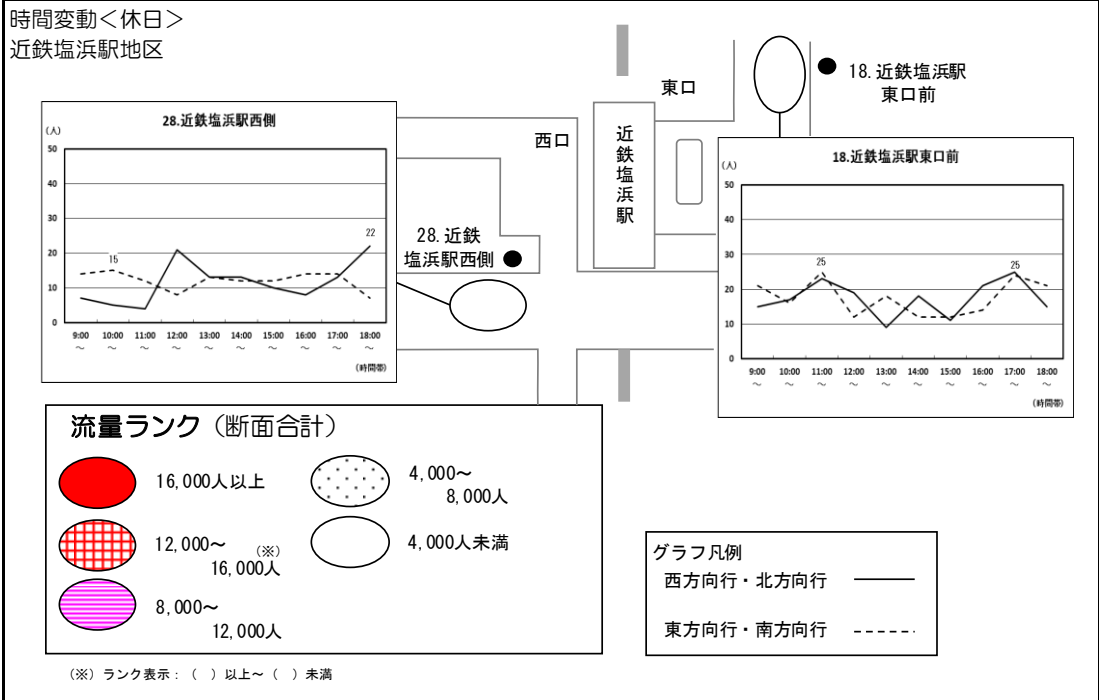 時間変動＜休日＞
近鉄塩浜駅地区
28.近鉄塩浜駅西側
(人)
50
40
30
20
10
0
15
22
9:00 10:00 11:00 12:00 13:00 14:00 15:00 16:00 17:00 18:00
～ ～ ～ ～ ～ ～ ～ ～ ～ ～
(時間帯)
西口
東口
近鉄塩浜駅
28.近鉄
塩浜駅西側
18.近鉄塩浜駅
東口前
18.近鉄塩浜駅東口前
(人)
50
40
30
20
10
0
25
25
9:00 10:00 11:00 12:00 13:00 14:00 15:00 16:00 17:00 18:00
～ ～ ～ ～ ～ ～ ～ ～ ～ ～
(時間帯)
流量ランク（断面合計）
16,000人以上
12,000～
(※)
16,000人
8,000～
12,000人
4,000～
8,000人
4,000人未満
(※) ランク表示：（ ）以上～（ ）未満
グラフ凡例
西方向行・北方向行
東方向行・南方向行